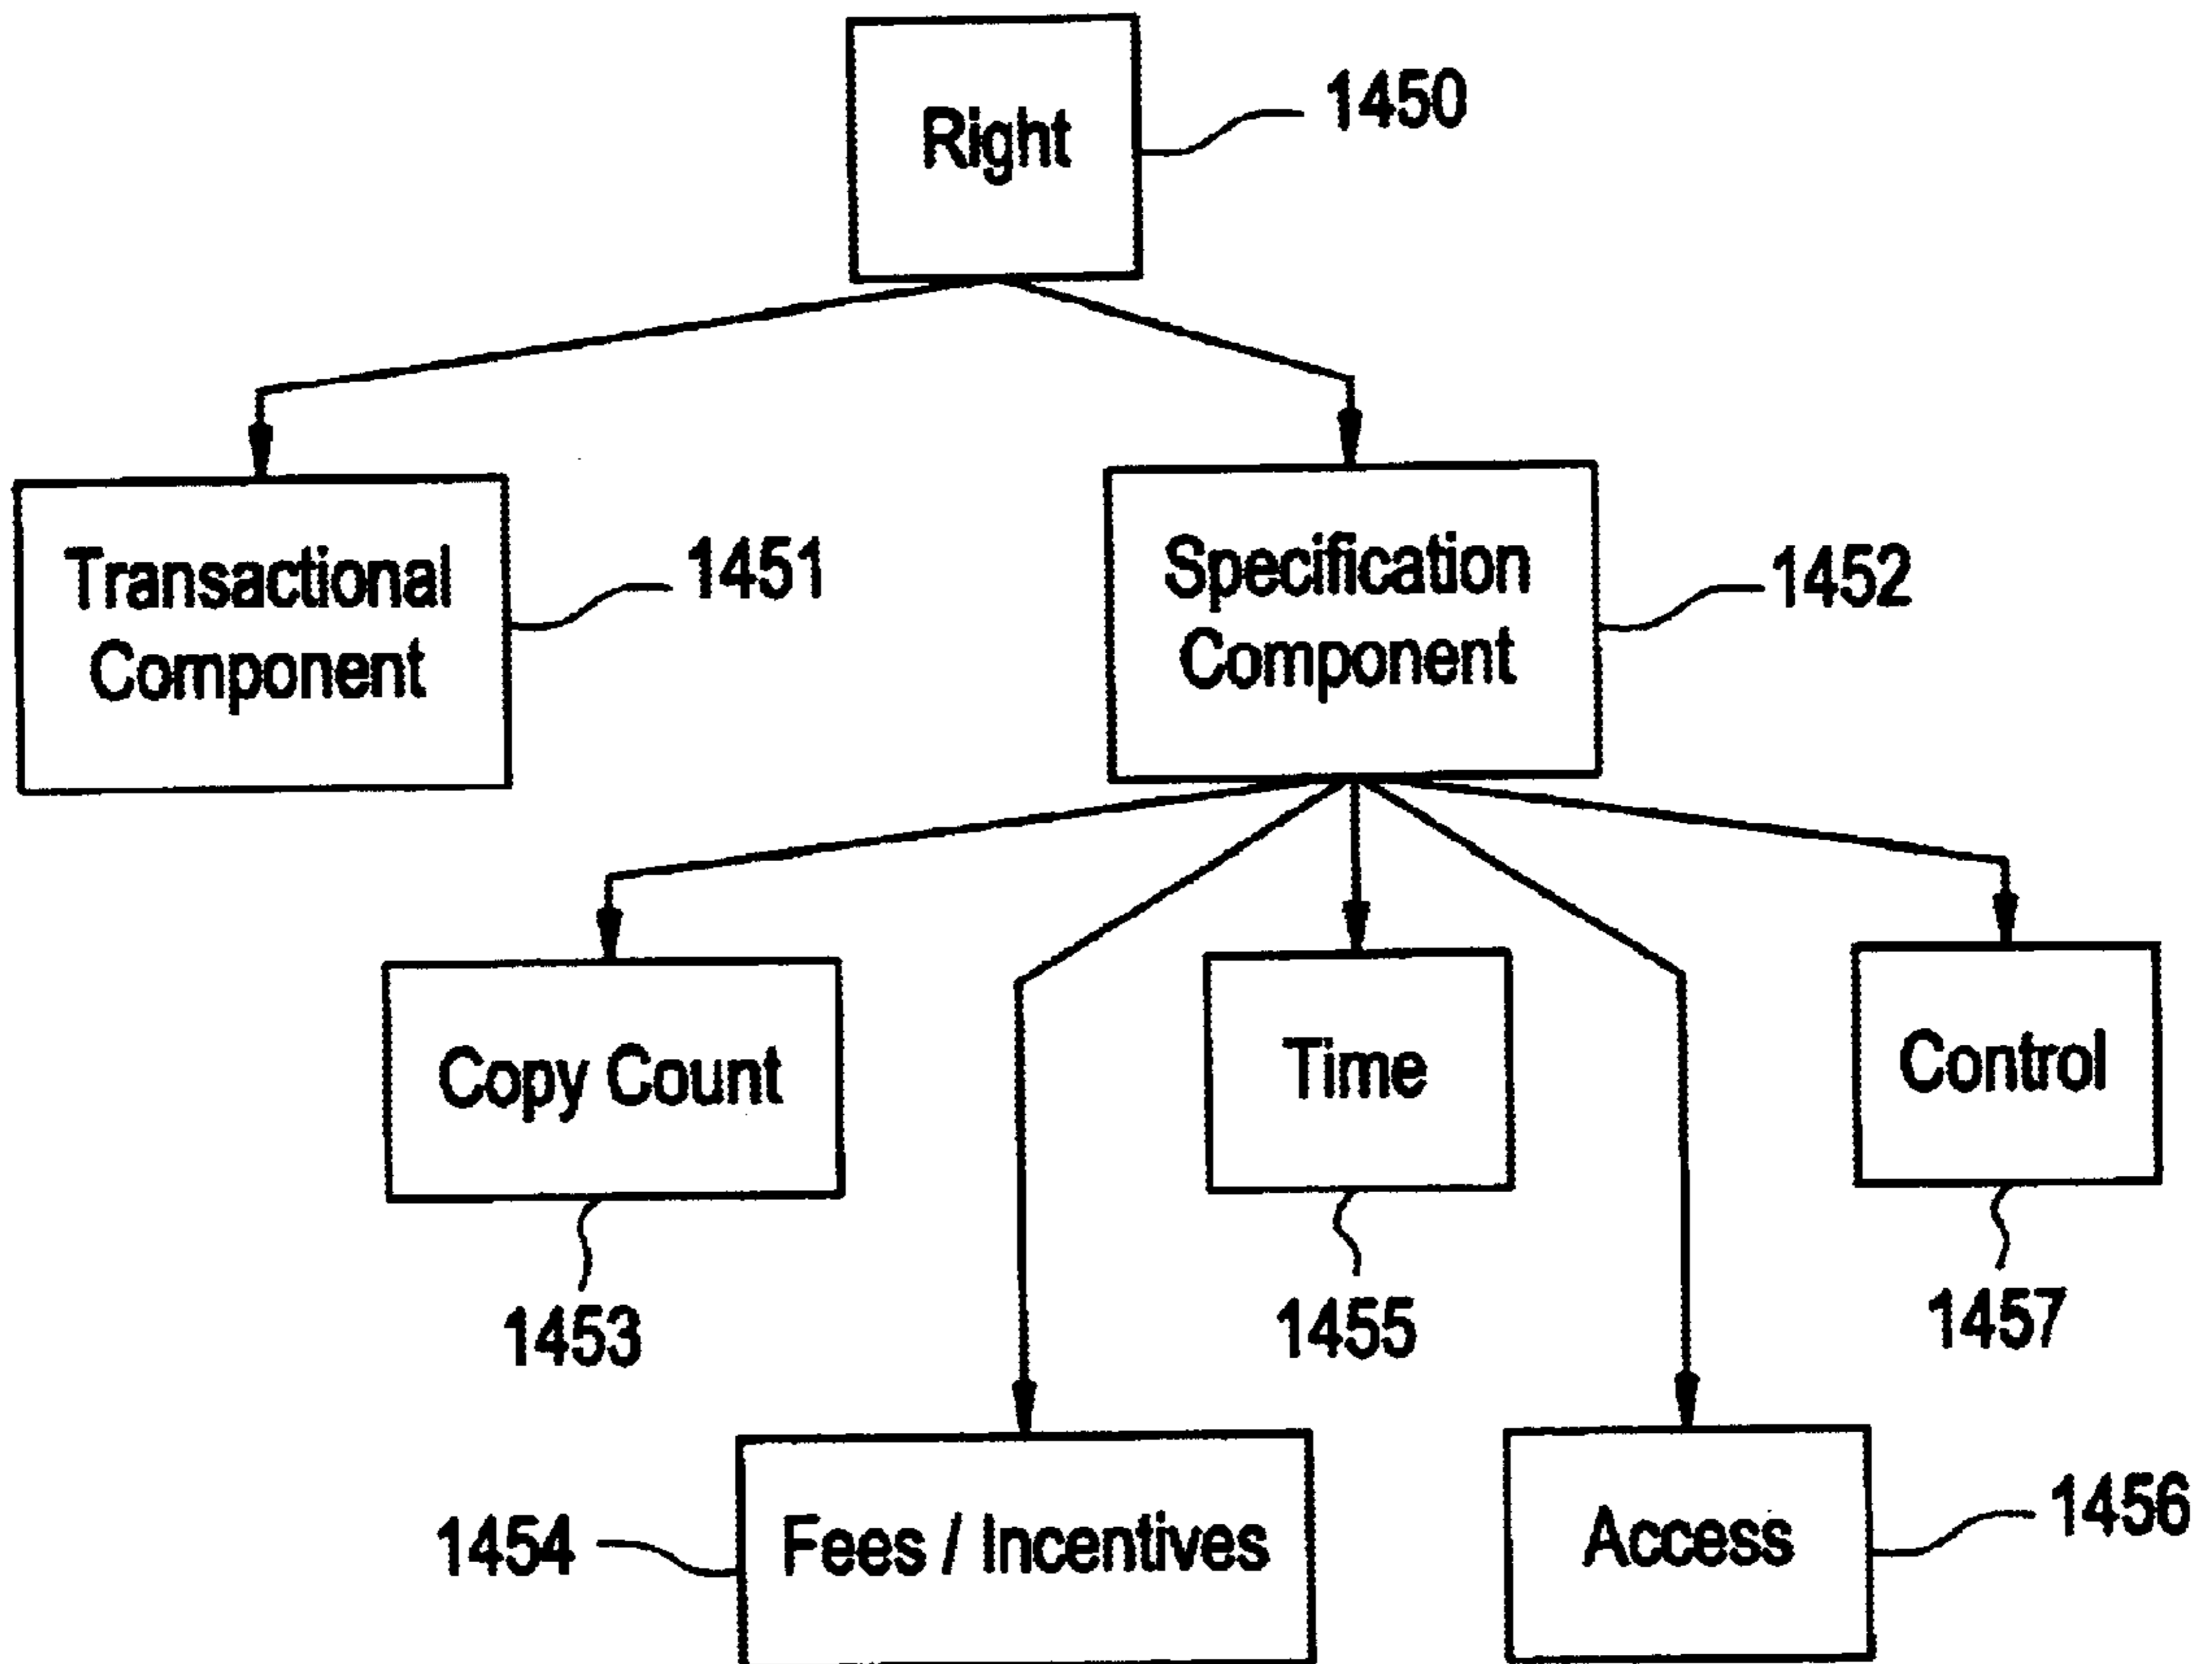 Right
1450
Transactional
Component
1451
Specification
Component
1452
Copy Count
1453
Time
1455
Control
1457
1454
Fees / Incentives
Access
1456